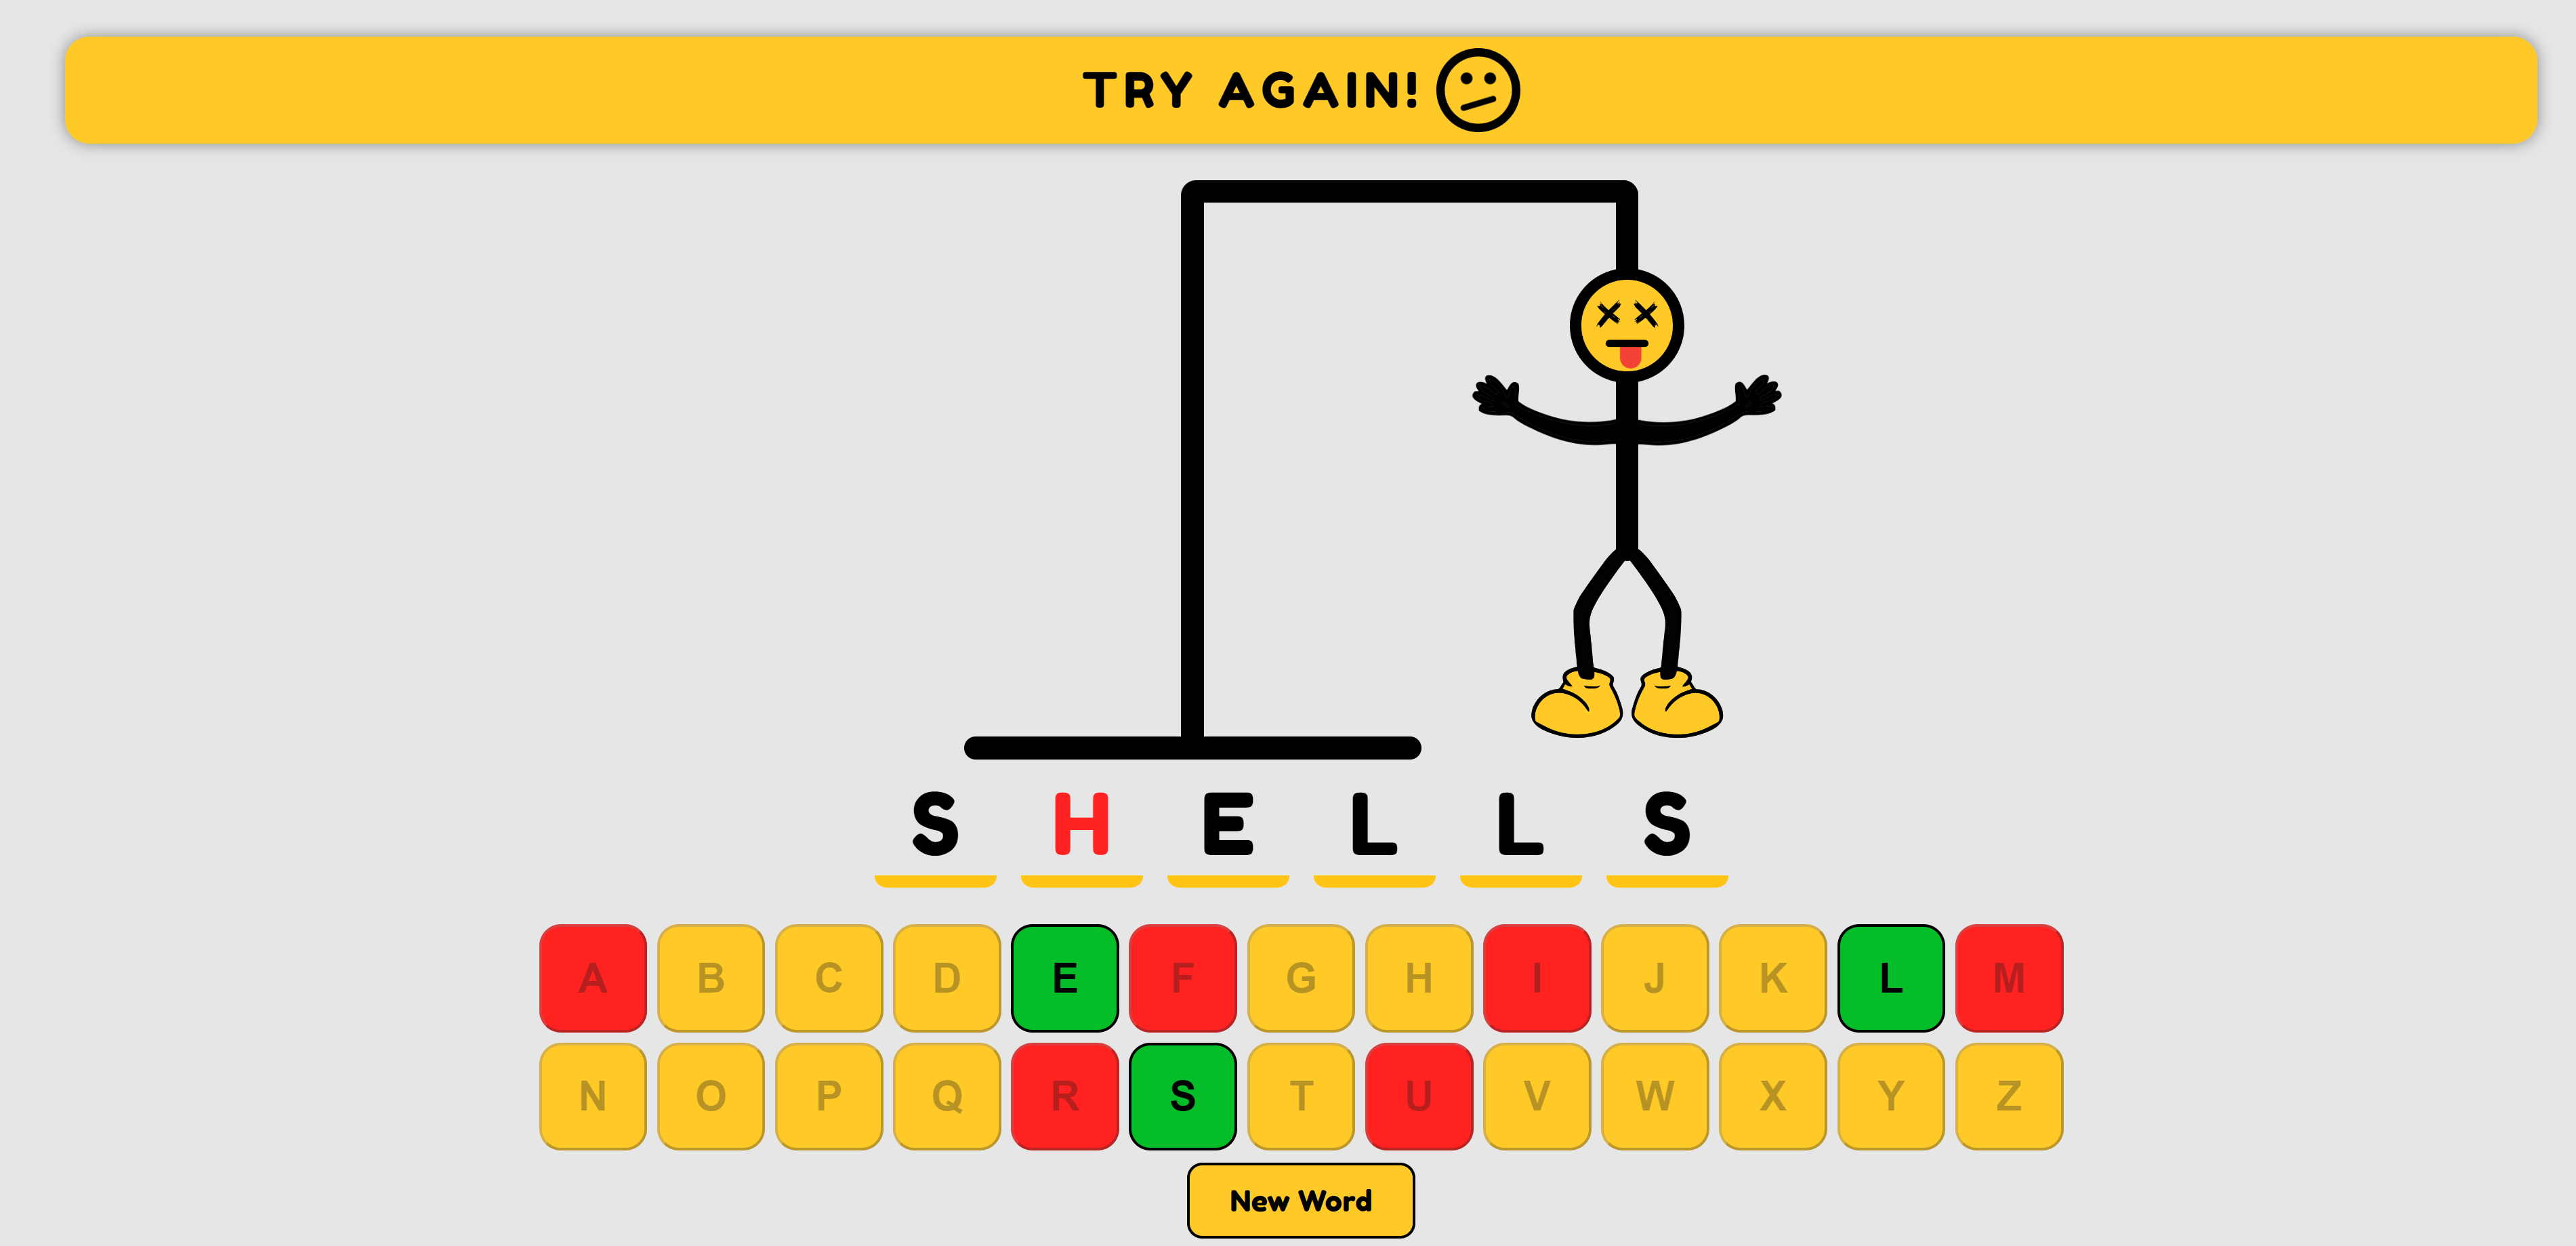 TRY AGAIN!
S H E L L S
A B C D E F G H I J K L M
N O P Q R S T U V W X Y Z
New Word